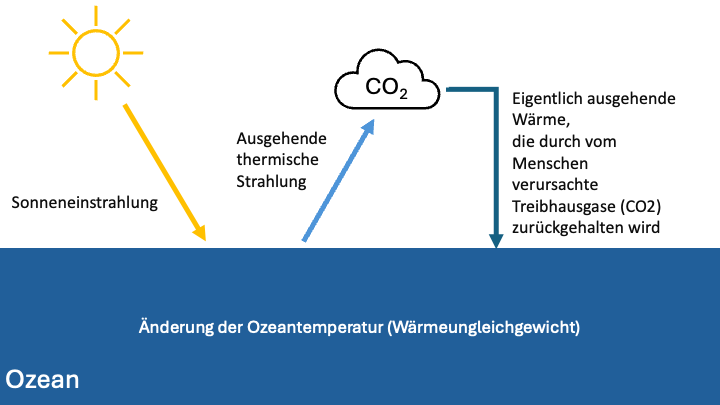 CO2
Eigentlich ausgehende
Wärme,
die durch vom
Menschen
verursachte
Treibhausgase (CO2)
zurückgehalten wird
Ausgehende
thermische
Strahlung
Sonneneinstrahlung
Änderung der Ozeantemperatur (Wärmeungleichgewicht)
Ozean